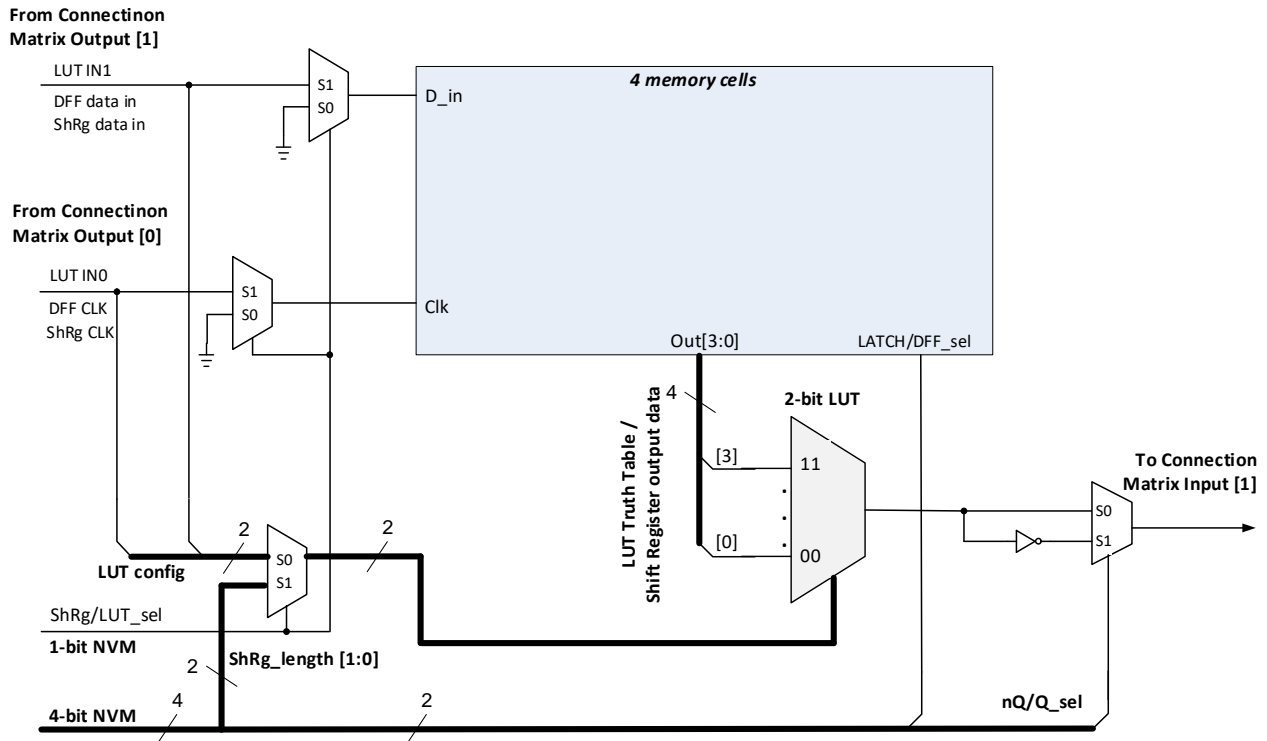 From Connectinon
Matrix Output [1]
LUT IN1
DFF data in
ShRg data in
S1
S0
4 memory cells
D_in
From Connectinon
Matrix Output [0]
LUT IN0
DFF CLK
ShRg CLK
S1
S0
Clk
Out[3:0]
LATCH/DFF_sel
LUT Truth Table /
Shift Register output data
4
2-bit LUT
[3]
11
[0]
00
To Connection
Matrix Input [1]
S0
S1
2
2
LUT config
S0
S1
ShRg/LUT_sel
1-bit NVM
ShRg_length [1:0]
2
nQ/Q_sel
4-bit NVM
4
2